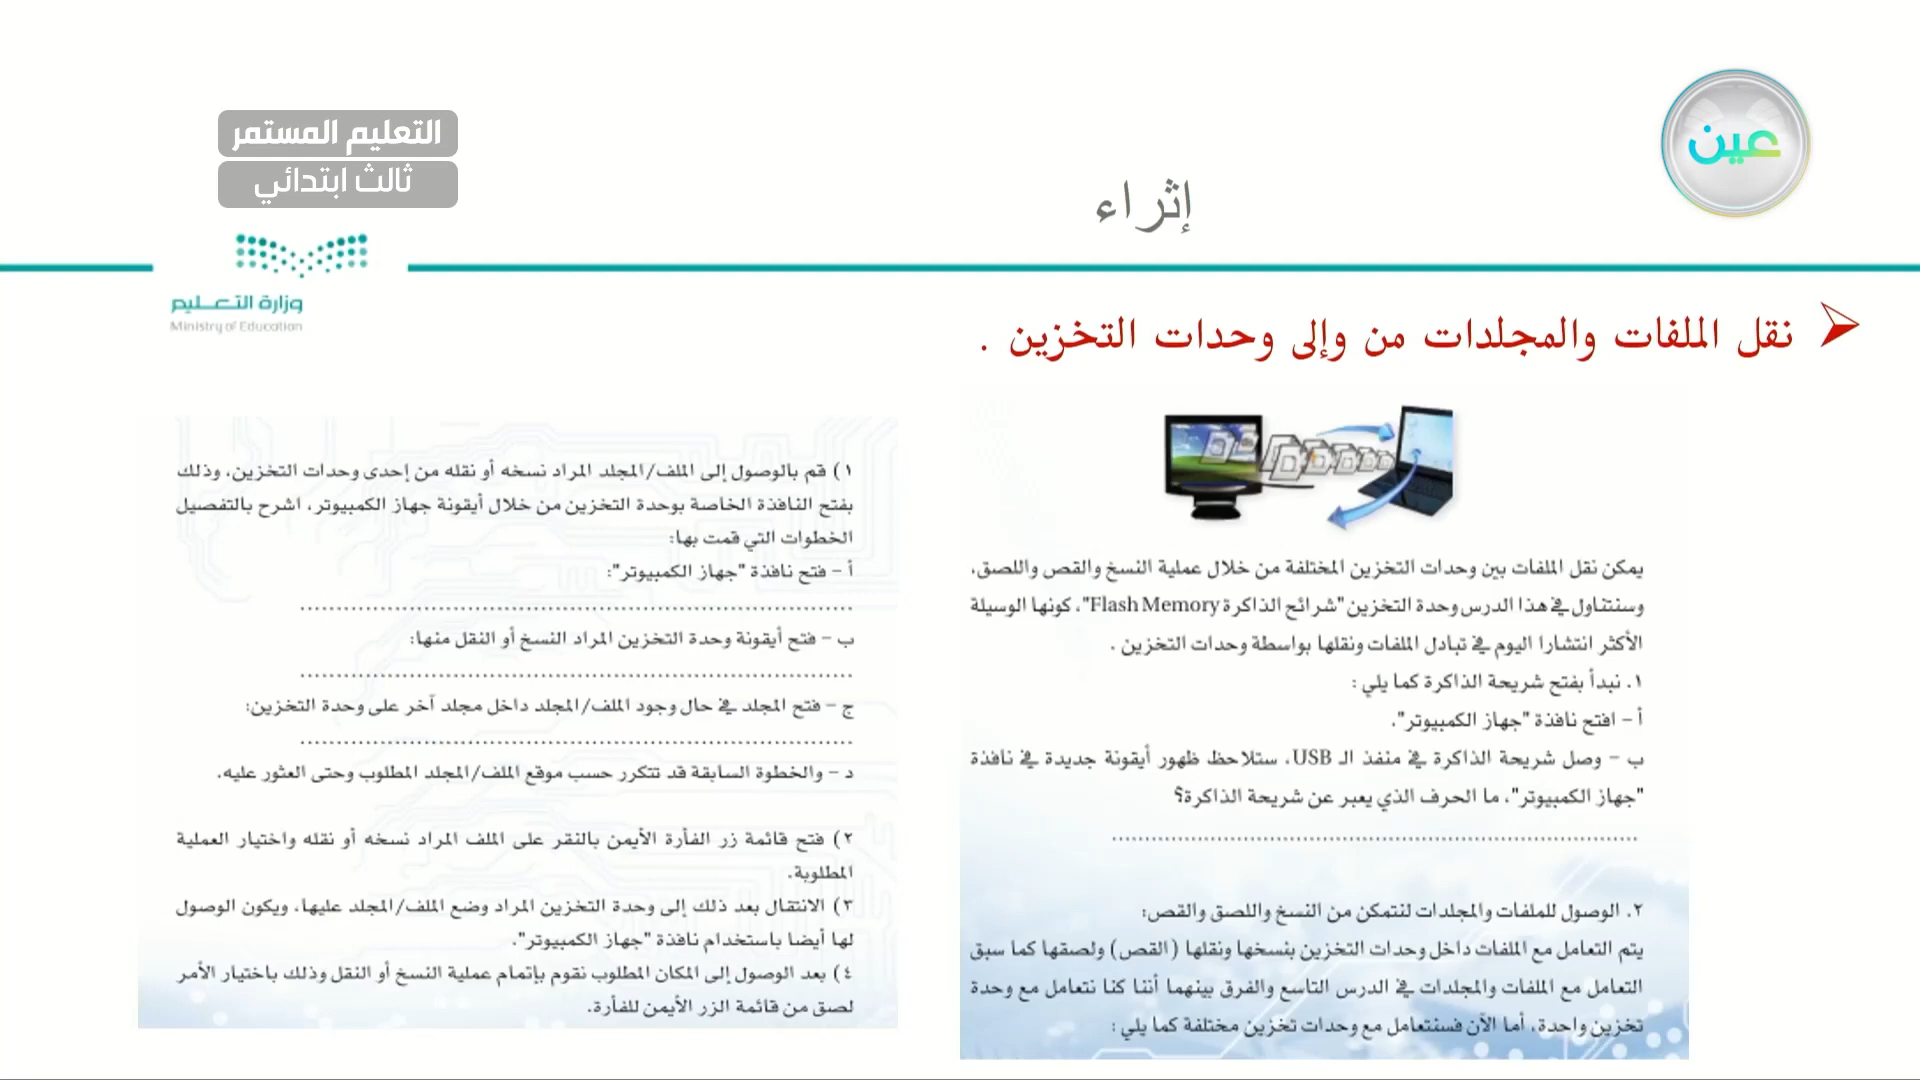 التعليم المستمر
ثالث ابتدائي
عين
إثراء
وزارة التعـليم
Ministry of Education
نقل الملفات والمجلدات من وإلى وحدات التخزين .
يمكن نقل الملفات بين وحدات التخزين المختلفة من خلال عملية النسخ والقص واللصق،
وسنتناول في هذا الدرس وحدة التخزين "شرائح الذاكرة Flash Memory"، كونها الوسيلة
الأكثر انتشارا اليوم في تبادل الملفات ونقلها بواسطة وحدات التخزين .
١. نبدأ بفتح شريحة الذاكرة كما يلي :
أ – افتح نافذة "جهاز الكمبيوتر".
ب – وصل شريحة الذاكرة في منفذ الـ USB، ستلاحظ ظهور أيقونة جديدة في نافذة
"جهاز الكمبيوتر"، ما الحرف الذي يعبر عن شريحة الذاكرة؟
................................................................................
٢. الوصول للملفات والمجلدات لنتمكن من النسخ واللصق والقص:
يتم التعامل مع الملفات داخل وحدات التخزين بنسخها ونقلها (القص) ولصقها كما سبق
التعامل مع الملفات والمجلدات في الدرس التاسع والفرق بينهما أننا كنا نتعامل مع وحدة
تخزين واحدة، أما الآن فسنتعامل مع وحدات تخزين مختلفة كما يلي :
١) قم بالوصول إلى الملف/المجلد المراد نسخه أو نقله من إحدى وحدات التخزين، وذلك
بفتح النافذة الخاصة بوحدة التخزين من خلال أيقونة جهاز الكمبيوتر، اشرح بالتفصيل
الخطوات التي قمت بها:
أ – فتح نافذة "جهاز الكمبيوتر":
................................................................................
ب – فتح أيقونة وحدة التخزين المراد النسخ أو النقل منها:
................................................................................
ج – فتح المجلد في حال وجود الملف/المجلد داخل مجلد آخر على وحدة التخزين:
................................................................................
د – والخطوة السابقة قد تتكرر حسب موقع الملف/المجلد المطلوب وحتى العثور عليه.
٢) فتح قائمة زر الفأرة الأيمن بالنقر على الملف المراد نسخه أو نقله واختيار العملية
المطلوبة.
٣) الانتقال بعد ذلك إلى وحدة التخزين المراد وضع الملف/المجلد عليها، ويكون الوصول
لها أيضا باستخدام نافذة "جهاز الكمبيوتر".
٤) بعد الوصول إلى المكان المطلوب نقوم بإتمام عملية النسخ أو النقل وذلك باختيار الأمر
لصق من قائمة الزر الأيمن للفأرة.